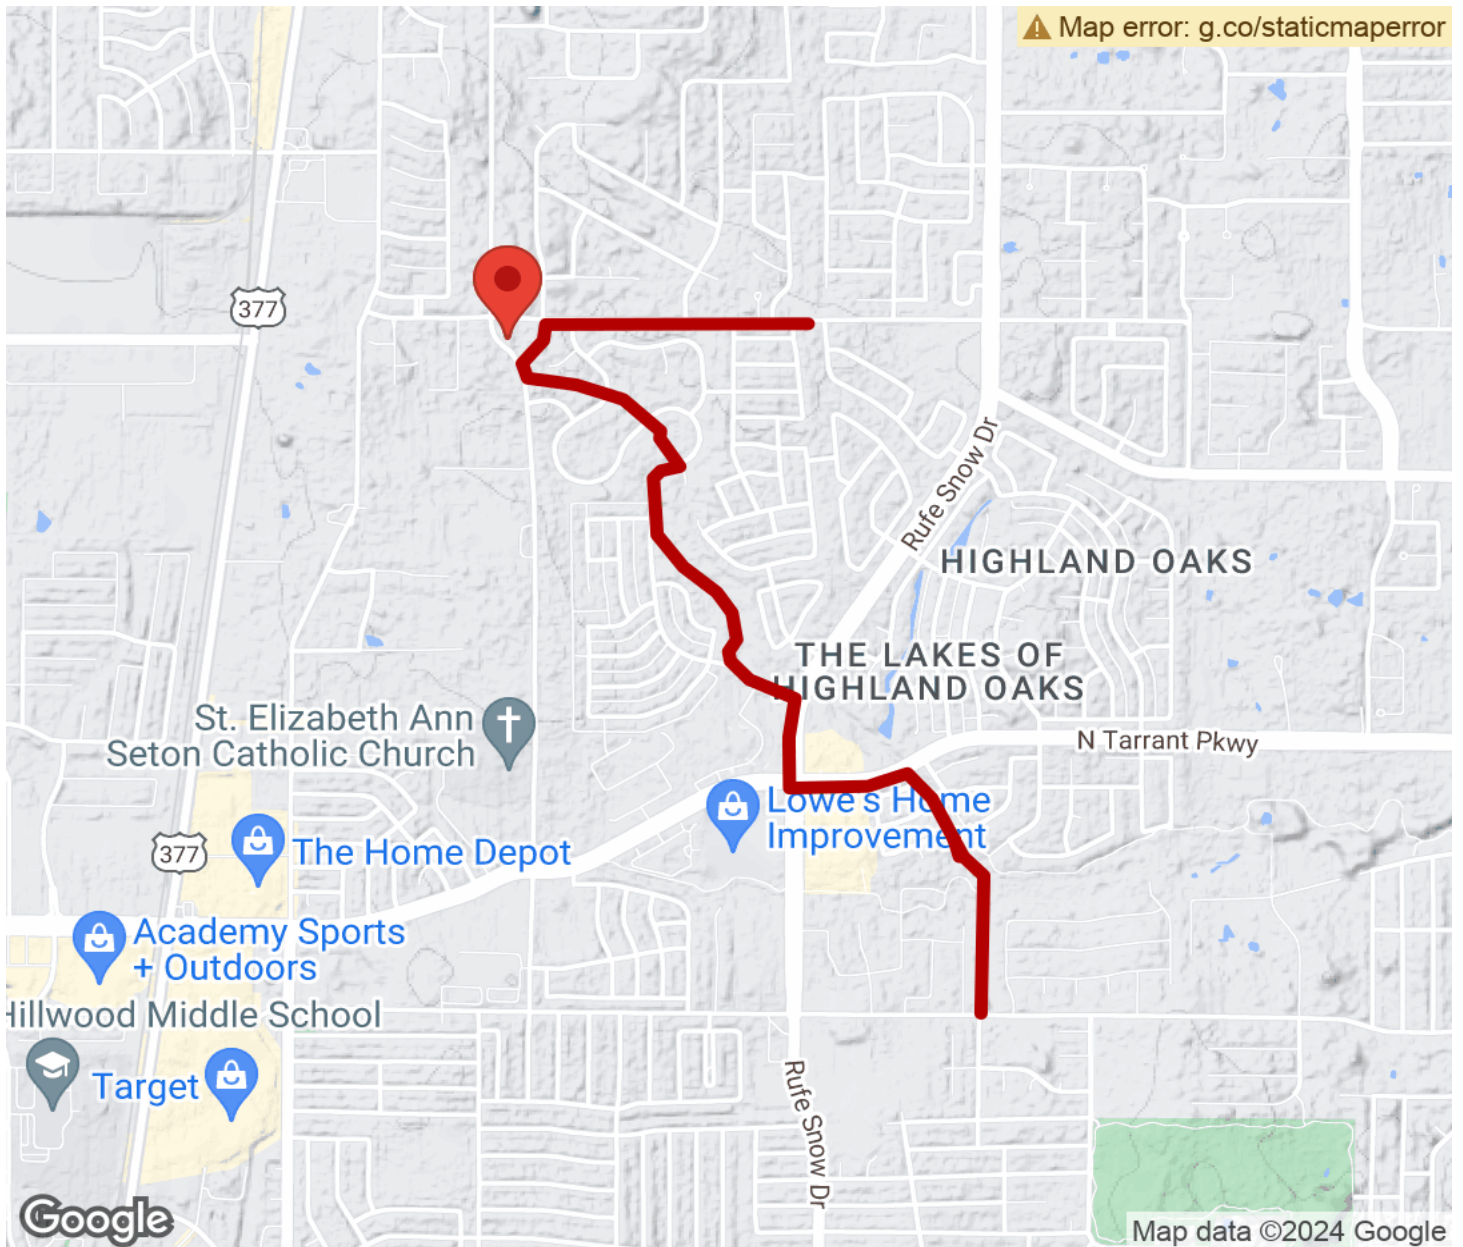 Map error: g.co/staticmaperror
377
Rufe Snow Dr
HIGHLAND OAKS
THE LAKES OF
HIGHLAND OAKS
St. Elizabeth Ann
Seton Catholic Church
N Tarrant Pkwy
Lowe's Home
Improvement
377
The Home Depot
Academy Sports
+ Outdoors
Hillwood Middle School
Target
Rufe Snow Dr
Google
Map data ©2024 Google